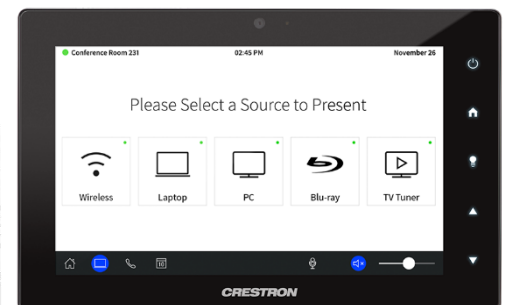 Conference Room 231 02:45 PM November 26
Please Select a Source to Present
Wireless Laptop PC Blu-ray TV Tuner
10
CRESTRON